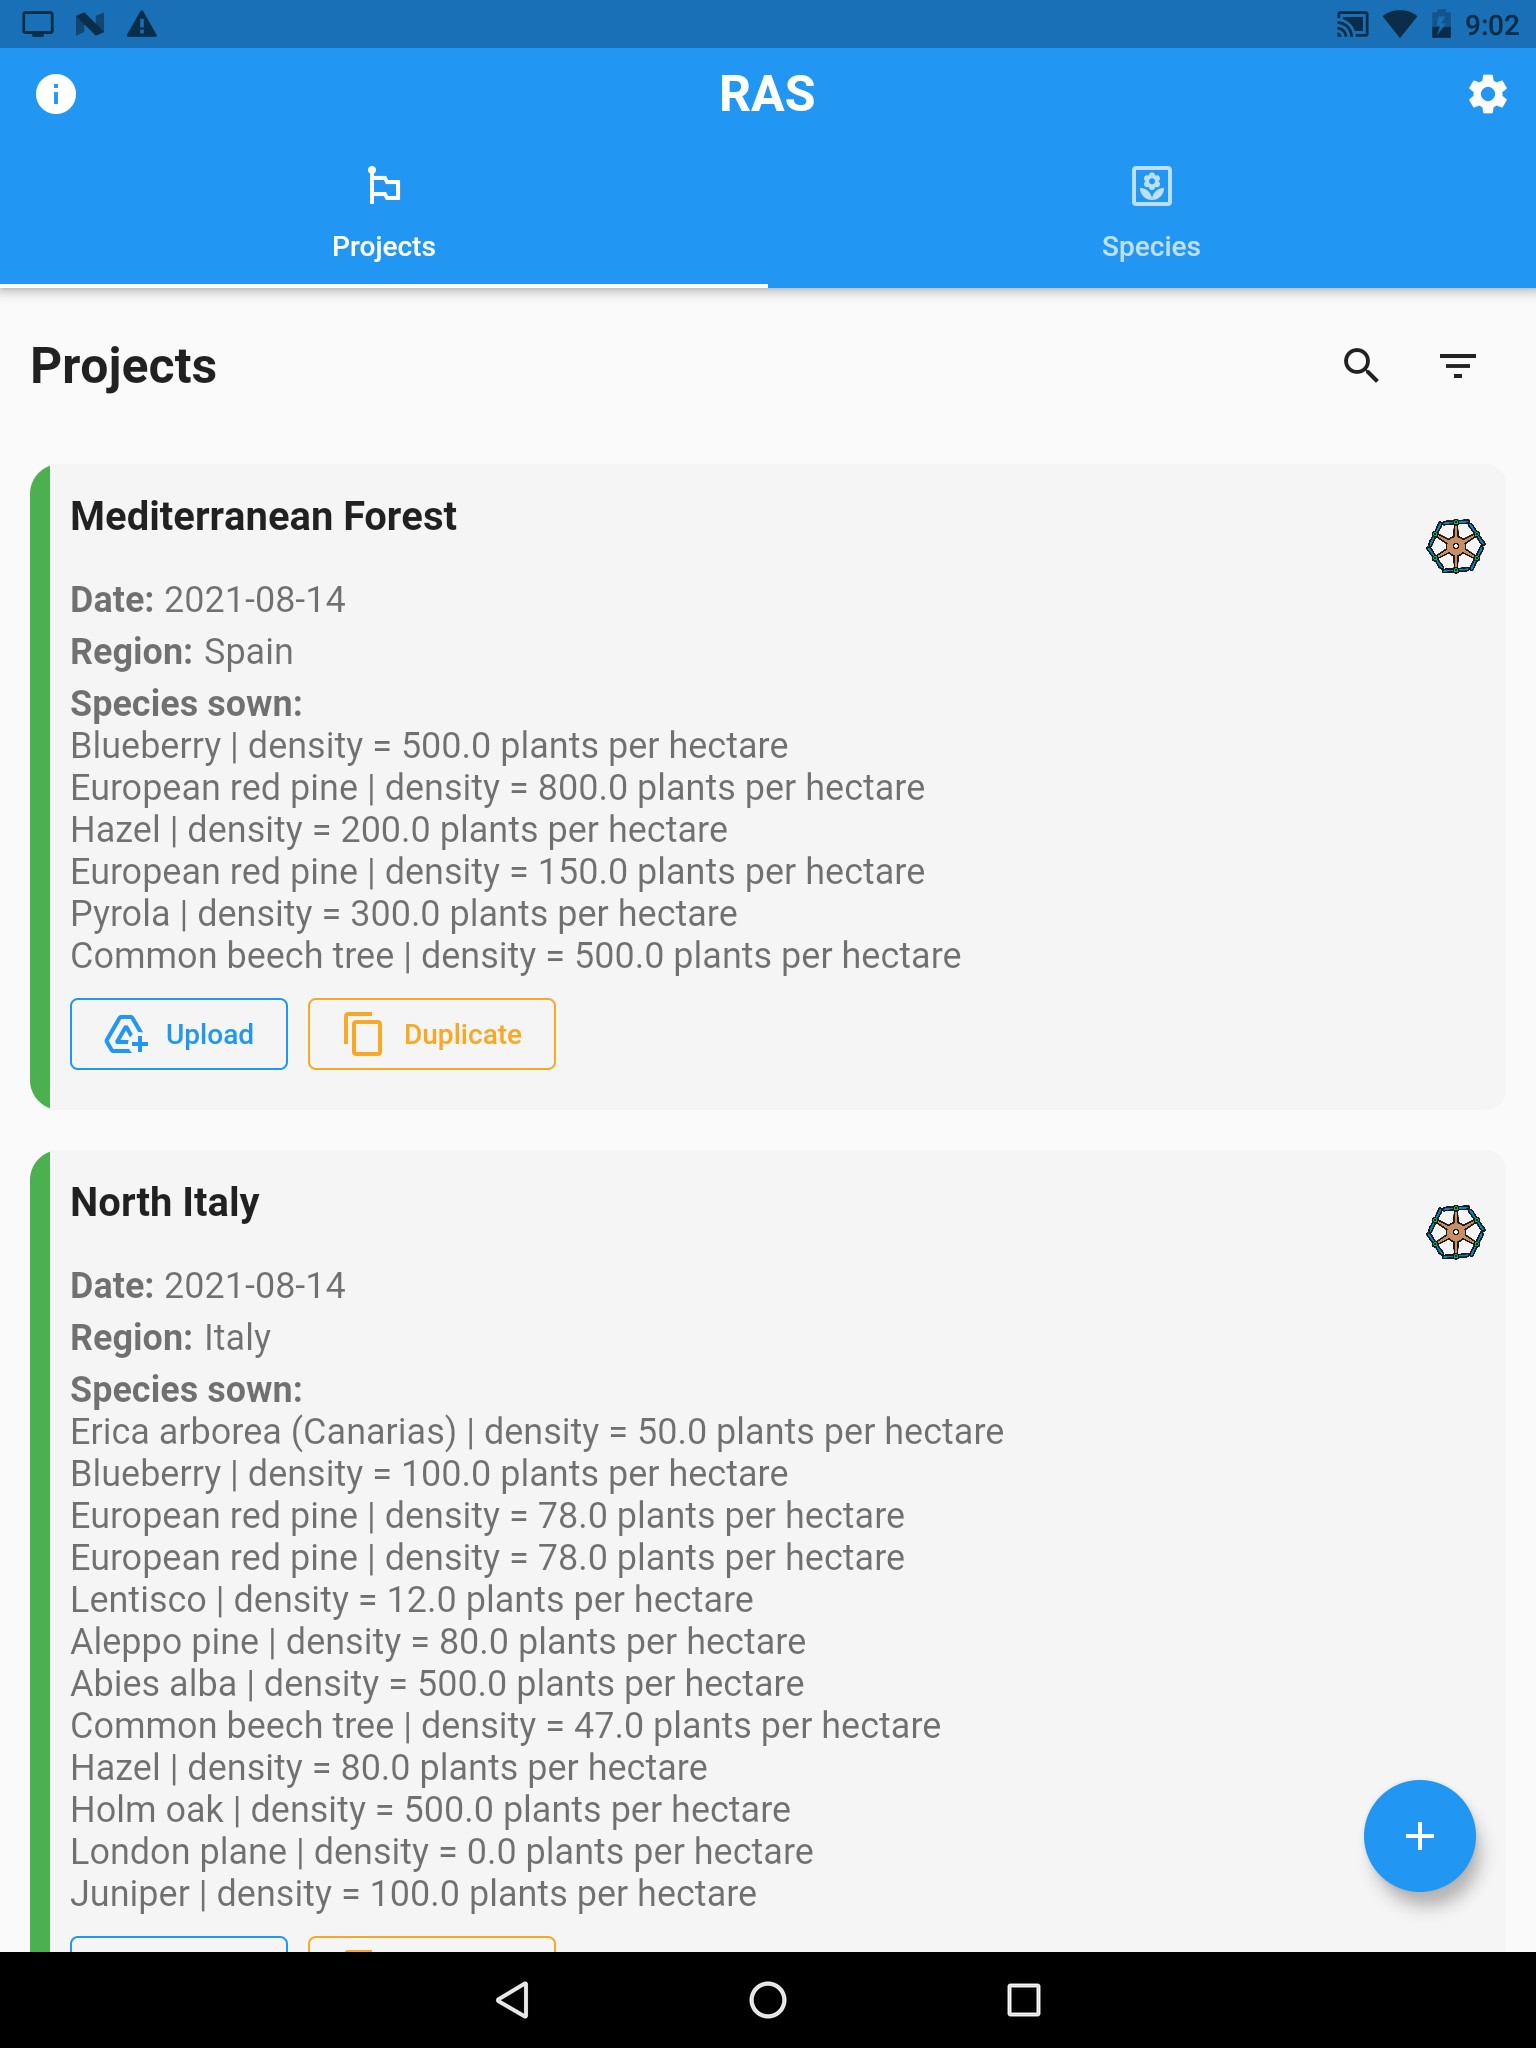 9:02
RAS
Projects
Species
Projects
Mediterranean Forest
Date: 2021-08-14
Region: Spain
Species sown:
Blueberry | density = 500.0 plants per hectare
European red pine | density = 800.0 plants per hectare
Hazel | density = 200.0 plants per hectare
European red pine | density = 150.0 plants per hectare
Pyrola | density = 300.0 plants per hectare
Common beech tree | density = 500.0 plants per hectare
Upload
Duplicate
North Italy
Date: 2021-08-14
Region: Italy
Species sown:
Erica arborea (Canarias) | density = 50.0 plants per hectare
Blueberry | density = 100.0 plants per hectare
European red pine | density = 78.0 plants per hectare
European red pine | density = 78.0 plants per hectare
Lentisco | density = 12.0 plants per hectare
Aleppo pine | density = 80.0 plants per hectare
Abies alba | density = 500.0 plants per hectare
Common beech tree | density = 47.0 plants per hectare
Hazel | density = 80.0 plants per hectare
Holm oak | density = 500.0 plants per hectare
London plane | density = 0.0 plants per hectare
Juniper | density = 100.0 plants per hectare